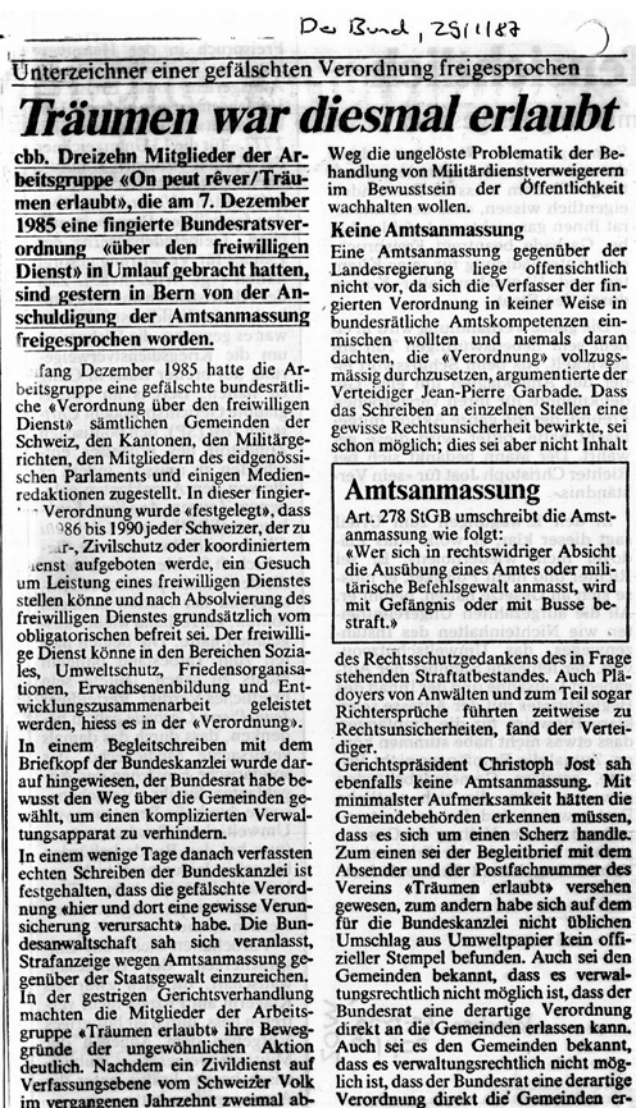 Der Bund, 29/1/87
Unterzeichner einer gefälschten Verordnung freigesprochen
Träumen war diesmal erlaubt
cbb. Dreizehn Mitglieder der Ar-
beitsgruppe «On peut rêver/Träu-
men erlaubt», die am 7. Dezember
1985 eine fingierte Bundesratsver-
ordnung «über den freiwilligen
Dienst» in Umlauf gebracht hatten,
sind gestern in Bern von der An-
schuldigung der Amtsanmassung
freigesprochen worden.
fang Dezember 1985 hatte die Ar-
beitsgruppe eine gefälschte bundesrätli-
che «Verordnung über den freiwilligen
Dienst» sämtlichen Gemeinden der
Schweiz, den Kantonen, den Militärge-
richten, den Mitgliedern des eidgenössi-
schen Parlaments und einigen Medien-
redaktionen zugestellt. In dieser fingier-
Verordnung wurde «festgelegt», dass
986 bis 1990 jeder Schweizer, der zu
r-, Zivilschutz oder koordiniertem
ienst aufgeboten werde, ein Gesuch
um Leistung eines freiwilligen Dienstes
stellen könne und nach Absolvierung des
freiwilligen Dienstes grundsätzlich vom
obligatorischen befreit sei. Der freiwilli-
ge Dienst könne in den Bereichen Sozia-
les, Umweltschutz, Friedensorganisa-
tionen, Erwachsenenbildung und Ent-
wicklungszusammenarbeit geleistet
werden, hiess es in der «Verordnung».
In einem Begleitschreiben mit dem
Briefkopf der Bundeskanzlei wurde dar-
auf hingewiesen, der Bundesrat habe be-
wusst den Weg über die Gemeinden ge-
wählt, um einen komplizierten Verwal-
tungsapparat zu verhindern.
In einem wenige Tage danach verfassten
echten Schreiben der Bundeskanzlei ist
festgehalten, dass die gefälschte Verord-
nung «hier und dort eine gewisse Verun-
sicherung verursacht» habe. Die Bun-
desanwaltschaft sah sich veranlasst,
Strafanzeige wegen Amtsanmassung ge-
genüber der Staatsgewalt einzureichen.
In der gestrigen Gerichtsverhandlung
machten die Mitglieder der Arbeits-
gruppe «Träumen erlaubt» ihre Beweg-
gründe der ungewöhnlichen Aktion
deutlich. Nachdem ein Zivildienst auf
Verfassungsebene vom Schweizer Volk
im vergangenen Jahrzehnt zweimal ab-
Weg die ungelöste Problematik der Be-
handlung von Militärdienstverweigerern
im Bewusstsein der Öffentlichkeit
wachhalten wollen.
Keine Amtsanmassung
Eine Amtsanmassung gegenüber der
Landesregierung liege offensichtlich
nicht vor, da sich die Verfasser der fin-
gierten Verordnung in keiner Weise in
bundesrätliche Amtskompetenzen ein-
mischen wollten und niemals daran
dachten, die «Verordnung» vollzugs-
mässig durchzusetzen, argumentierte der
Verteidiger Jean-Pierre Garbade. Dass
das Schreiben an einzelnen Stellen eine
gewisse Rechtsunsicherheit bewirkte, sei
schon möglich; dies sei aber nicht Inhalt
Amtsanmassung
Art. 278 StGB umschreibt die Amst-
anmassung wie folgt:
«Wer sich in rechtswidriger Absicht
die Ausübung eines Amtes oder mili-
tärische Befehlsgewalt anmasst, wird
mit Gefängnis oder mit Busse be-
straft.»
des Rechtsschutzgedankens des in Frage
stehenden Straftatbestandes. Auch Plä-
doyers von Anwälten und zum Teil sogar
Richtersprüche führten zeitweise zu
Rechtsunsicherheiten, fand der Vertei-
diger.
Gerichtspräsident Christoph Jost sah
ebenfalls keine Amtsanmassung. Mit
minimalster Aufmerksamkeit hätten die
Gemeindebehörden erkennen müssen,
dass es sich um einen Scherz handle.
Zum einen sei der Begleitbrief mit dem
Absender und der Postfachnummer des
Vereins «Träumen erlaubt» versehen
gewesen, zum andern habe sich auf dem
für die Bundeskanzlei nicht üblichen
Umschlag aus Umweltpapier kein offi-
zieller Stempel befunden. Auch sei den
Gemeinden bekannt, dass es verwal-
tungsrechtlich nicht möglich ist, dass der
Bundesrat eine derartige Verordnung
direkt an die Gemeinden erlassen kann.
Auch sei es den Gemeinden bekannt,
dass es verwaltungsrechtlich nicht mög-
lich ist, dass der Bundesrat eine derartige
Verordnung direkt die Gemeinden er-